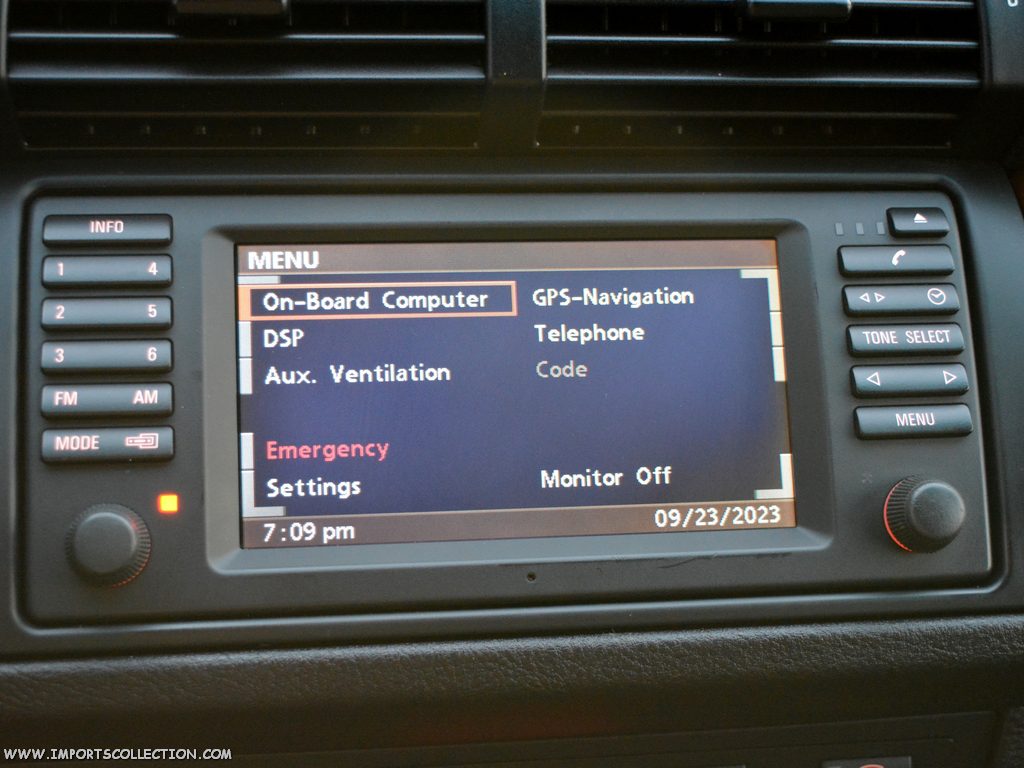 INFO
1 4
2 5
3 6
FM AM
MODE
MENU
On-Board Computer
GPS-Navigation
DSP
Telephone
Aux. Ventilation
Code
Emergency
Settings
Monitor Off
7:09 pm
09/23/2023
TONE SELECT
MENU
WWW.IMPORTSCOLLECTION.COM